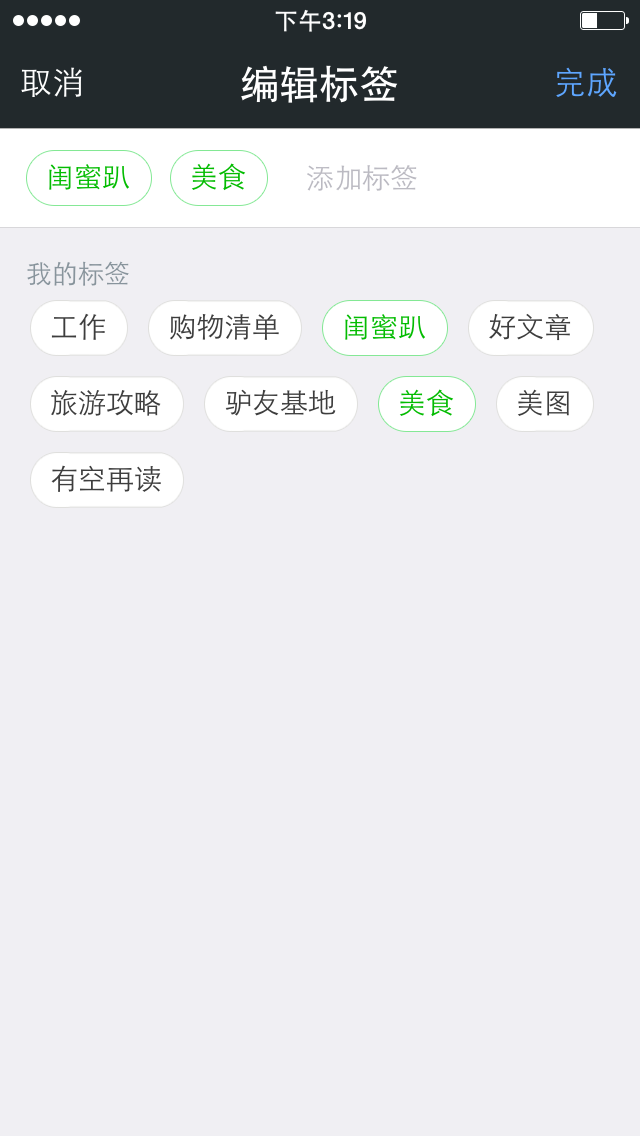 下午3:19
取消 编辑标签 完成
闺蜜趴 美食 添加标签
我的标签
工作 购物清单 闺蜜趴 好文章
旅游攻略 驴友基地 美食 美图
有空再读